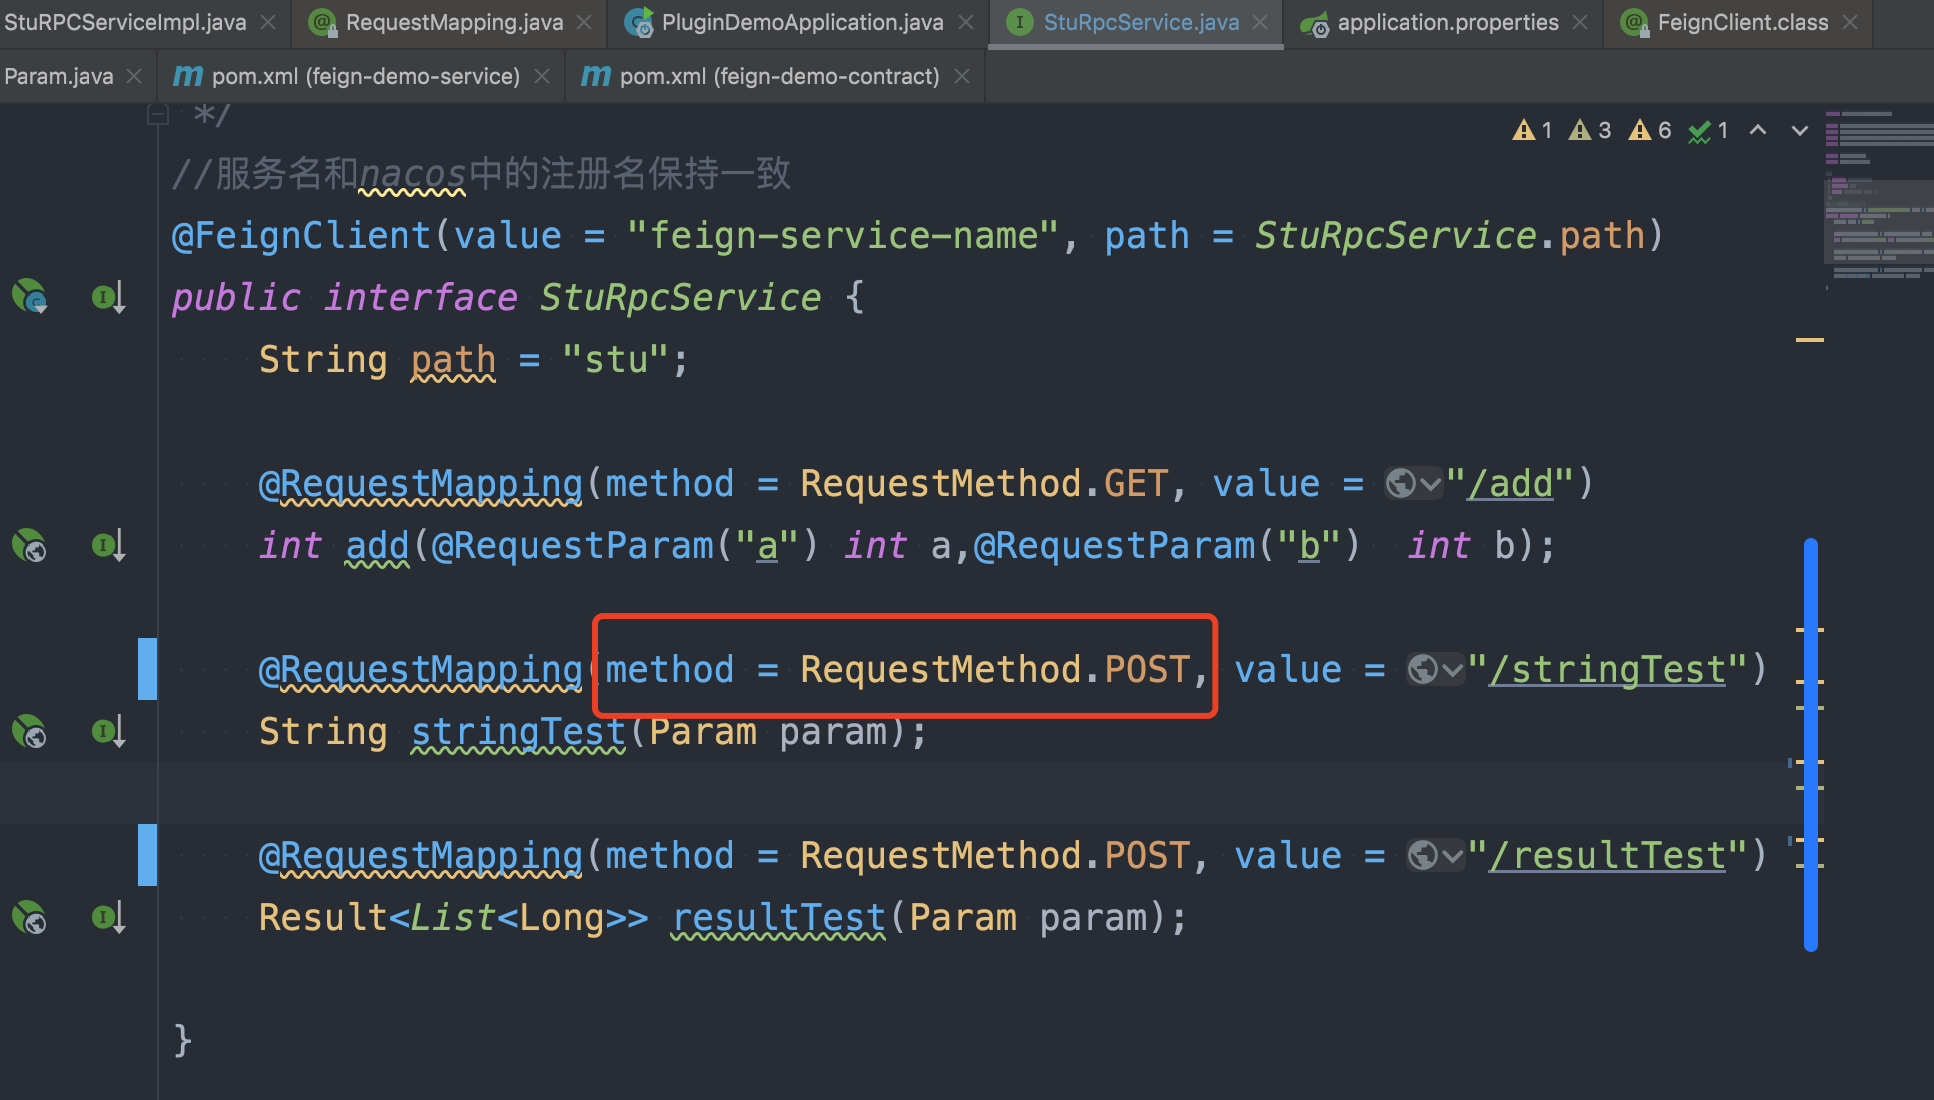 StuRPCServiceImpl.java RequestMapping.java PluginDemoApplication.java StuRpcService.java application.properties FeignClient.class
Param.java pom.xml (feign-demo-service) pom.xml (feign-demo-contract)
*/
1 3 6 1
//服务名和nacos中的注册名保持一致
@FeignClient(value = "feign-service-name", path = StuRpcService.path)
public interface StuRpcService {
String path = "stu";
@RequestMapping(method = RequestMethod.GET, value = "/add")
int add(@RequestParam("a") int a,@RequestParam("b") int b);
@RequestMapping(method = RequestMethod.POST, value = "/stringTest")
String stringTest(Param param);
@RequestMapping(method = RequestMethod.POST, value = "/resultTest")
Result<List<Long>> resultTest(Param param);
}